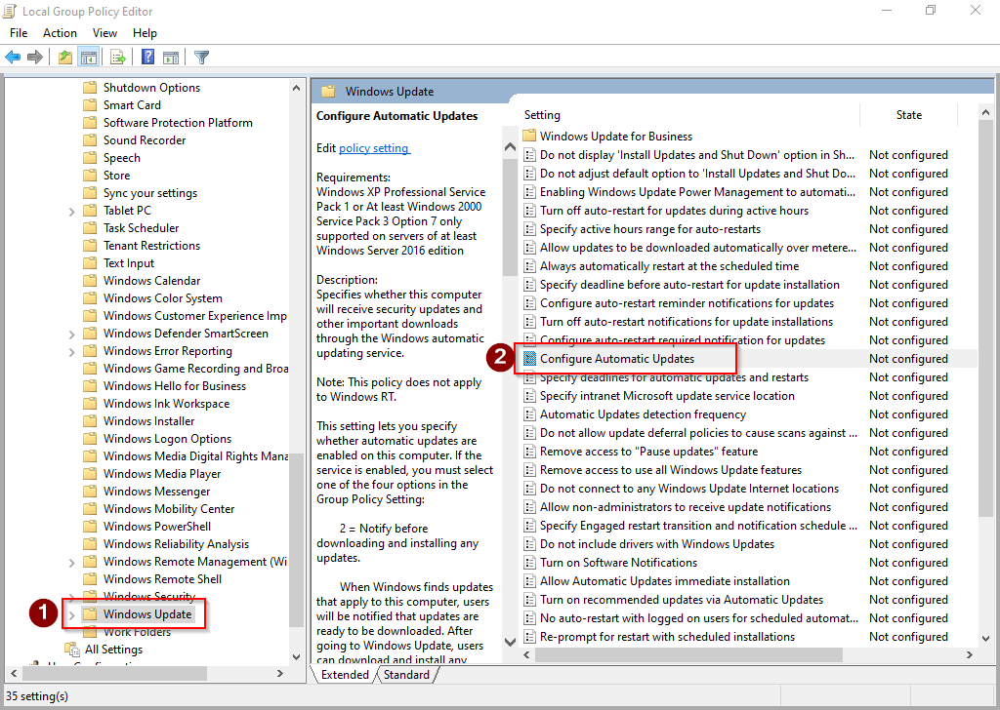 Local Group Policy Editor
File Action View Help
Shutdown Options
Smart Card
Software Protection Platform
Sound Recorder
Speech
Store
Sync your settings
Tablet PC
Task Scheduler
Tenant Restrictions
Text Input
Windows Calendar
Windows Color System
Windows Customer Experience Imp
Windows Defender SmartScreen
Windows Error Reporting
Windows Game Recording and Broa
Windows Hello for Business
Windows Ink Workspace
Windows Installer
Windows Logon Options
Windows Media Digital Rights Mana
Windows Media Player
Windows Messenger
Windows Mobility Center
Windows PowerShell
Windows Reliability Analysis
Windows Remote Management (Wi
Windows Remote Shell
Windows Security
1
Windows Update
Work Folders
All Settings
Windows Update
Configure Automatic Updates
Edit policy setting
Requirements:
Windows XP Professional Service
Pack 1 or At least Windows 2000
Service Pack 3 Option 7 only
supported on servers of at least
Windows Server 2016 edition
Description:
Specifies whether this computer
will receive security updates and
other important downloads
through the Windows automatic
updating service.
Note: This policy does not apply
to Windows RT.
This setting lets you specify
whether automatic updates are
enabled on this computer. If the
service is enabled, you must select
one of the four options in the
Group Policy Setting:
2 = Notify before
downloading and installing any
updates.
When Windows finds updates
that apply to this computer, users
will be notified that updates are
ready to be downloaded. After
going to Windows Update, users
can download and install any
Setting State
Windows Update for Business
Do not display 'Install Updates and Shut Down' option in Sh... Not configured
Do not adjust default option to 'Install Updates and Shut Do... Not configured
Enabling Windows Update Power Management to automati... Not configured
Turn off auto-restart for updates during active hours Not configured
Specify active hours range for auto-restarts Not configured
Allow updates to be downloaded automatically over metere... Not configured
Always automatically restart at the scheduled time Not configured
Specify deadline before auto-restart for update installation Not configured
Configure auto-restart reminder notifications for updates Not configured
Turn off auto-restart notifications for update installations Not configured
Configure auto-restart required notification for updates Not configured
2
Configure Automatic Updates Not configured
Specify deadlines for automatic updates and restarts Not configured
Specify intranet Microsoft update service location Not configured
Automatic Updates detection frequency Not configured
Do not allow update deferral policies to cause scans against ... Not configured
Remove access to "Pause updates" feature Not configured
Remove access to use all Windows Update features Not configured
Do not connect to any Windows Update Internet locations Not configured
Allow non-administrators to receive update notifications Not configured
Specify Engaged restart transition and notification schedule ... Not configured
Do not include drivers with Windows Updates Not configured
Turn on Software Notifications Not configured
Allow Automatic Updates immediate installation Not configured
Turn on recommended updates via Automatic Updates Not configured
No auto-restart with logged on users for scheduled automat... Not configured
Re-prompt for restart with scheduled installations Not configured
Extended Standard
35 setting(s)